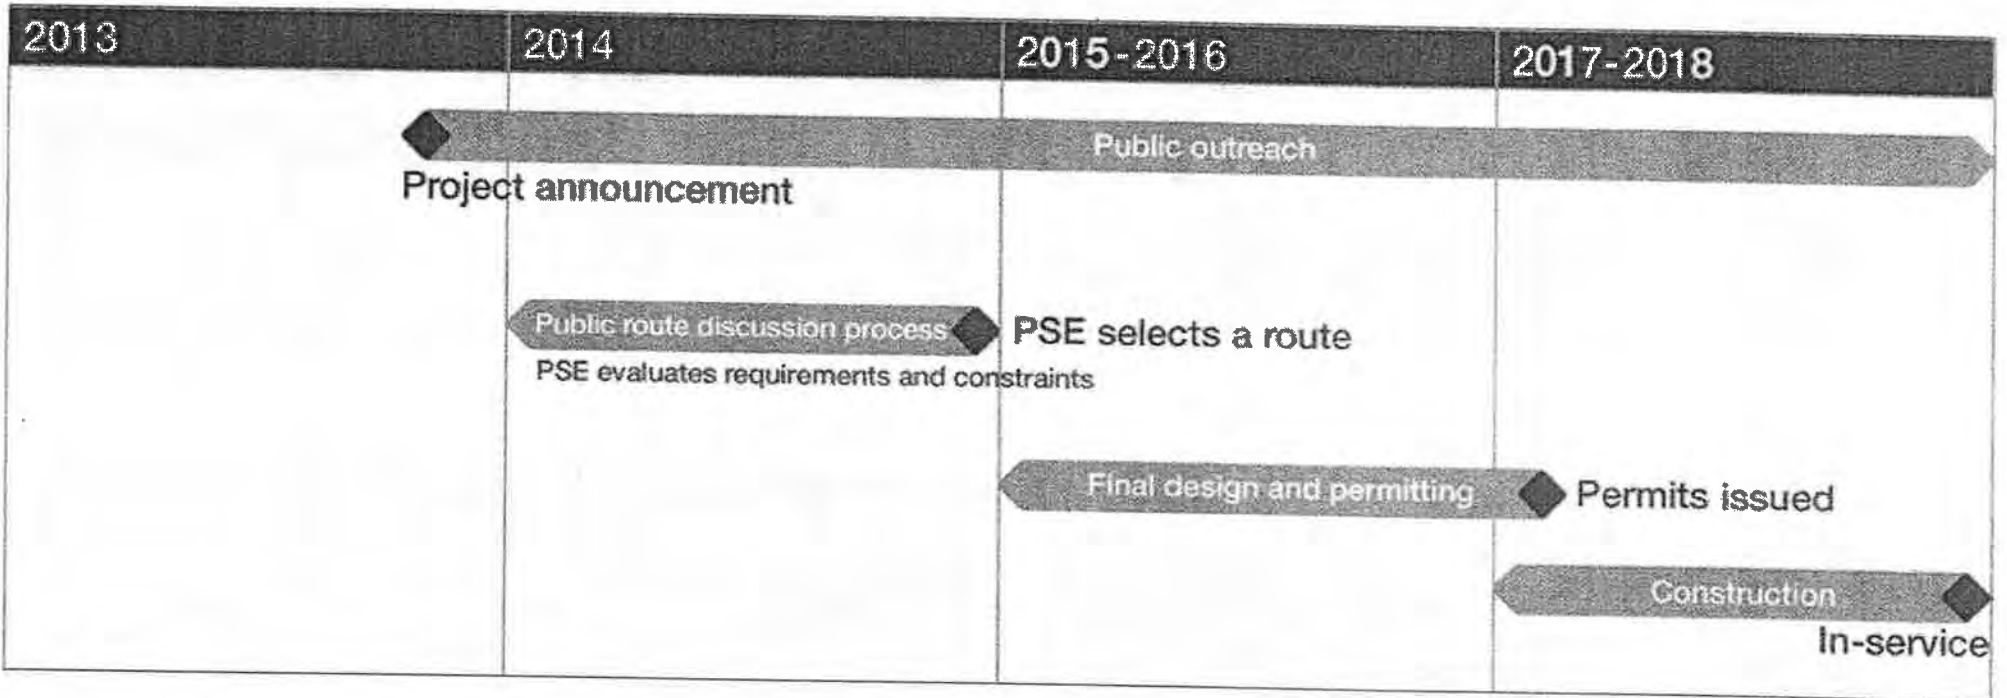 2013
2014
2015-2016
2017-2018
Public outreach
Project announcement
Public route discussion process
PSE selects a route
PSE evaluates requirements and constraints
Final design and permitting
Permits issued
Construction
In-service